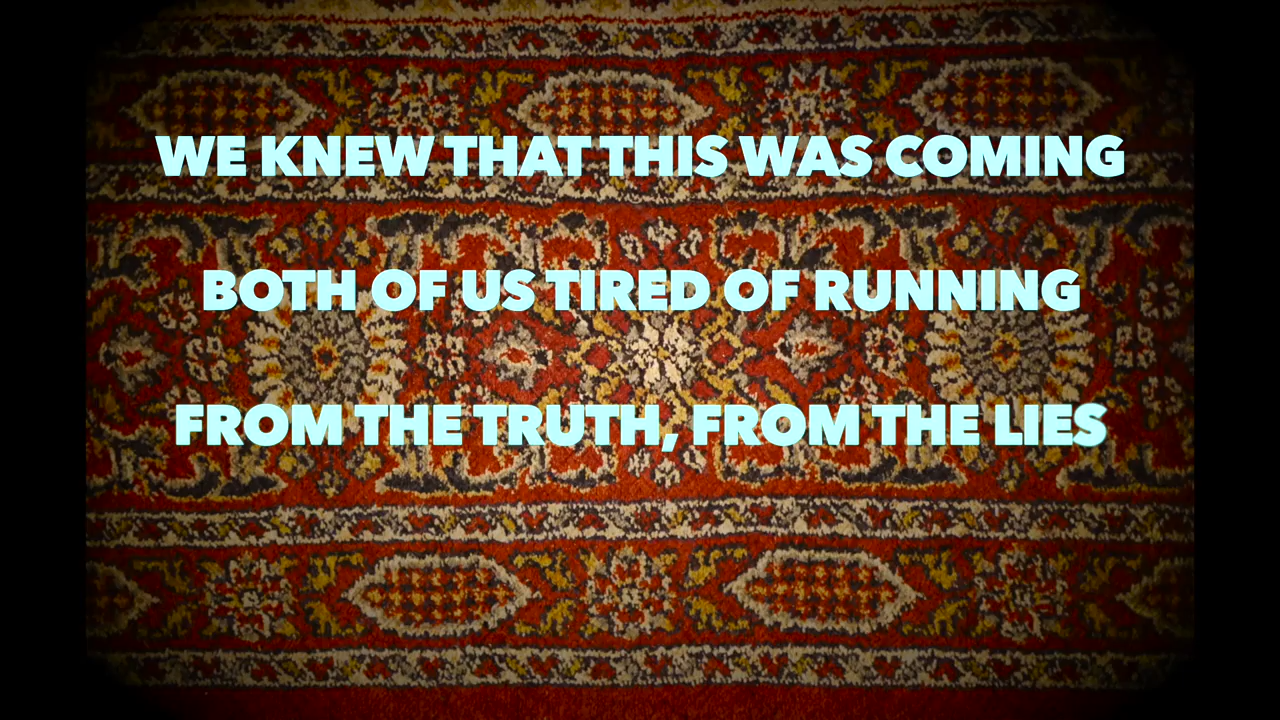 WE KNEW THAT THIS WAS COMING
BOTH OF US TIRED OF RUNNING
FROM THE TRUTH, FROM THE LIES